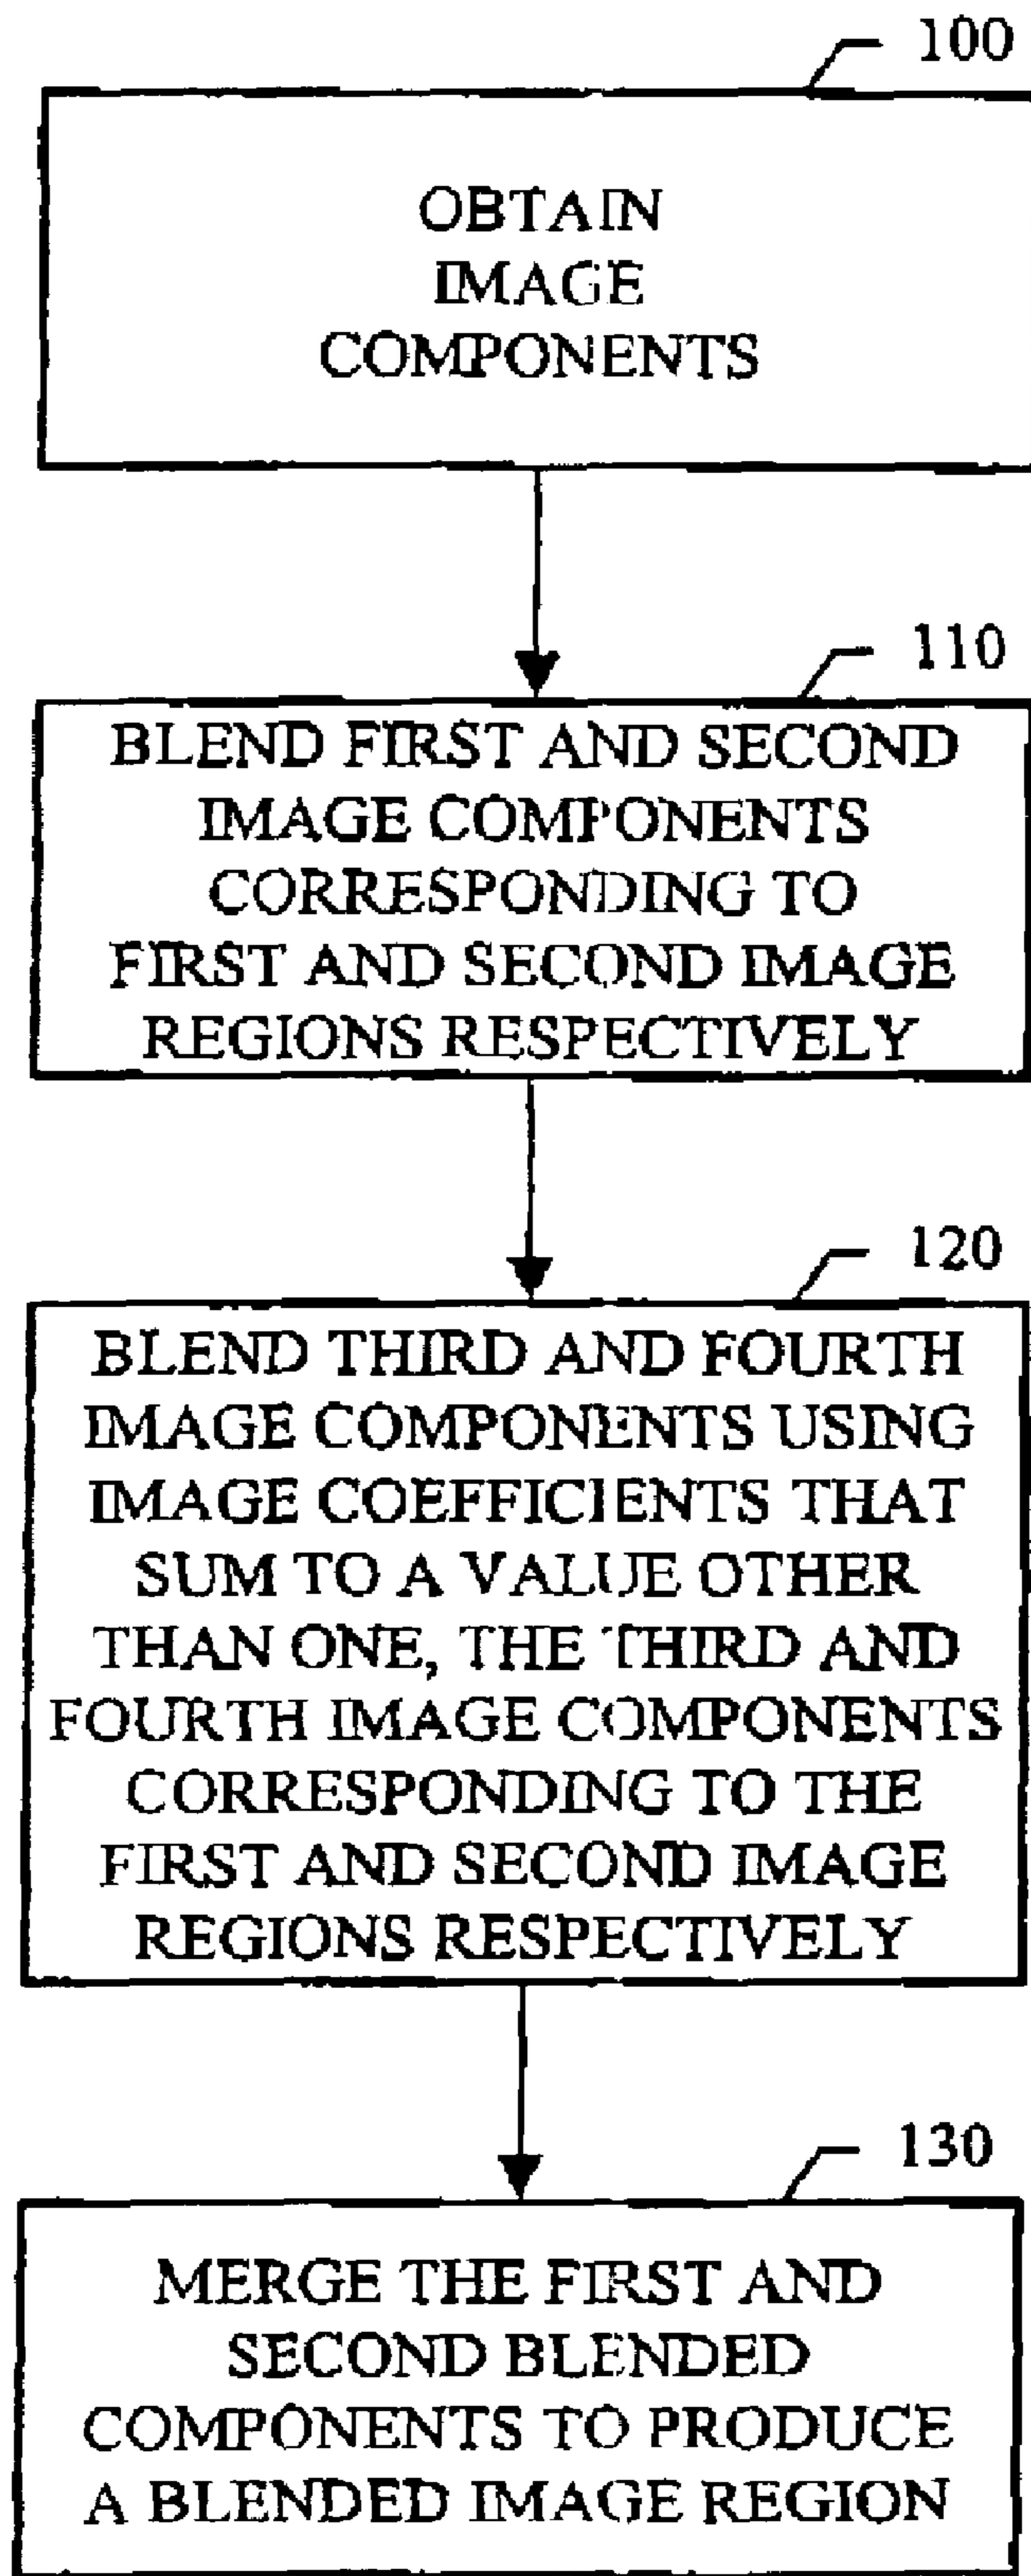 100
OBTAIN
IMAGE
COMPONENTS
110
BLEND FIRST AND SECOND
IMAGE COMPONENTS
CORRESPONDING TO
FIRST AND SECOND IMAGE
REGIONS RESPECTIVELY
120
BLEND THIRD AND FOURTH
IMAGE COMPONENTS USING
IMAGE COEFFICIENTS THAT
SUM TO A VALUE OTHER
THAN ONE, THE THIRD AND
FOURTH IMAGE COMPONENTS
CORRESPONDING TO THE
FIRST AND SECOND IMAGE
REGIONS RESPECTIVELY
130
MERGE THE FIRST AND
SECOND BLENDED
COMPONENTS TO PRODUCE
A BLENDED IMAGE REGION